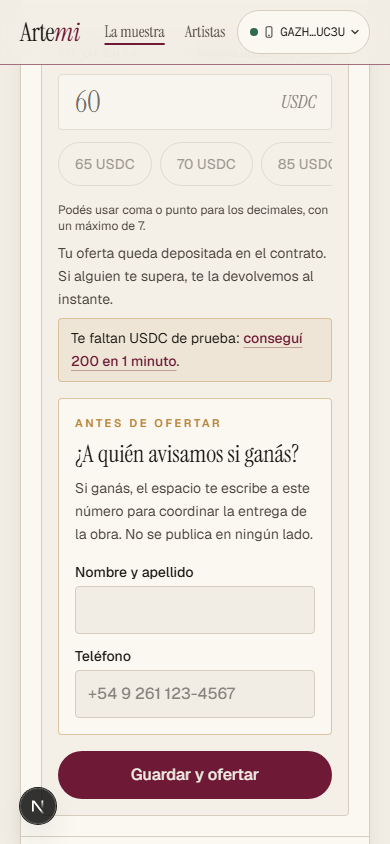 Artemi
La muestra
Artistas
GAZH...UC3U
60
USDC
65 USDC
70 USDC
85 USDC
Podés usar coma o punto para los decimales, con
un máximo de 7.
Tu oferta queda depositada en el contrato.
Si alguien te supera, te la devolvemos al
instante.
Te faltan USDC de prueba: conseguí
200 en 1 minuto.
ANTES DE OFERTAR
¿A quién avisamos si ganás?
Si ganás, el espacio te escribe a este
número para coordinar la entrega de
la obra. No se publica en ningún lado.
Nombre y apellido
Teléfono
+54 9 261 123-4567
Guardar y ofertar
N